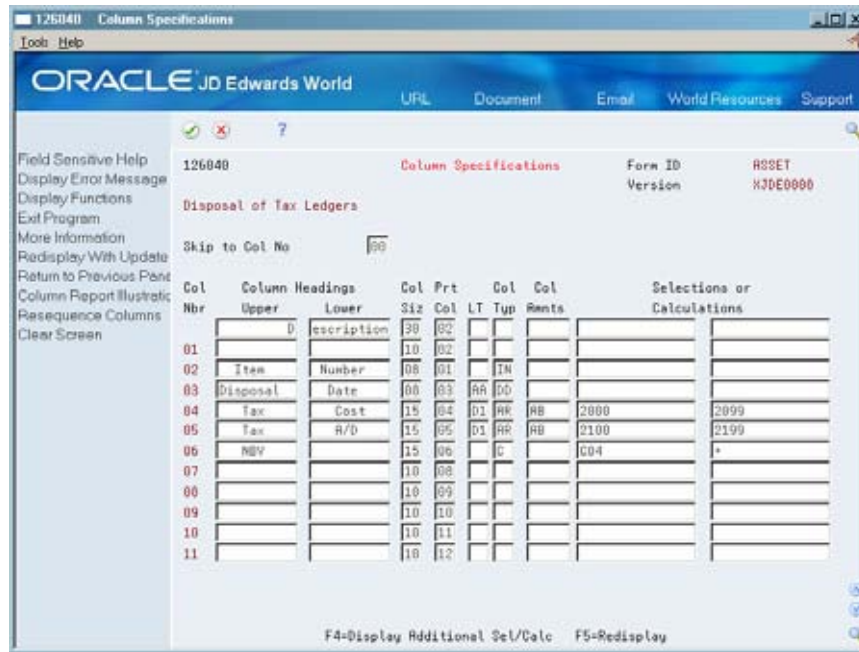 126040 Column Specifications
Tools Help
ORACLE JD Edwards World
URL Document Email World Resources Support
?
Field Sensitive Help
Display Error Message
Display Functions
Exit Program
More Information
Redisplay With Update
Return to Previous Pane
Column Report Illustratic
Resequence Columns
Clear Screen
126040 Column Specifications Form ID ASSET
Version XJDE0000
Disposal of Tax Ledgers
Skip to Col No 00
Col Column Headings Col Prt Col Col Selections or
Nbr Upper Lower Siz Col LT Typ Amnts Calculations
D escription 30 02
01 10 02
02 Item Number 08 01 IN
03 Disposal Date 08 03 AA DD
04 Tax Cost 15 04 D1 AR AB 2000 2099
05 Tax A/D 15 05 D1 AR AB 2100 2199
06 NBV 15 06 C C04 +
07 10 08
08 10 09
09 10 10
10 10 11
11 10 12
F4=Display Additional Sel/Calc F5=Redisplay